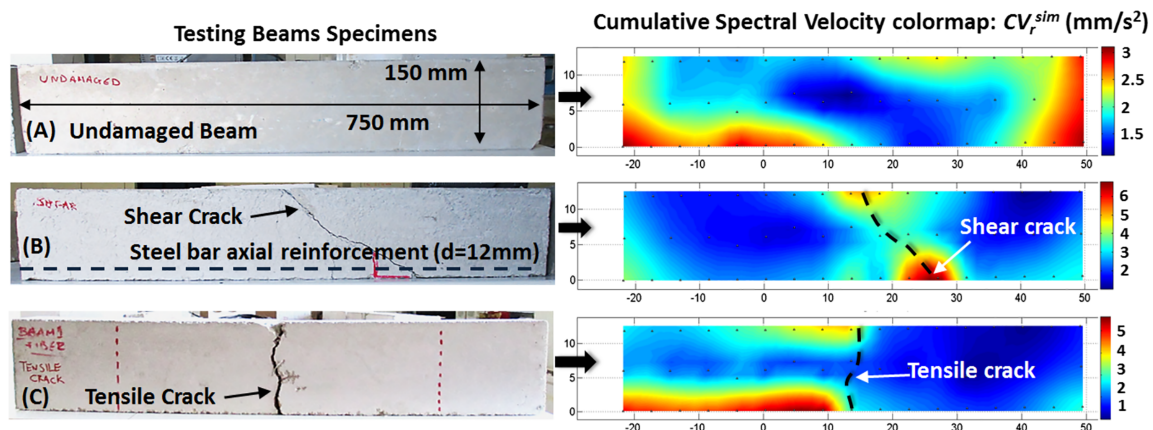 Testing Beams Specimens
Cumulative Spectral Velocity colormap: CVᵣˢⁱᵐ (mm/s²)
UNDAMAGED
150 mm
750 mm
(A) Undamaged Beam
10
5
0
-20
-10
0
10
20
30
40
50
3
2.5
2
1.5
SHEAR
Shear Crack
(B)
Steel bar axial reinforcement (d=12mm)
10
5
0
Shear crack
-20
-10
0
10
20
30
40
50
6
5
4
3
2
1
BEAM
FIBER
TENSILE
CRACK
(C)
Tensile Crack
10
5
0
Tensile crack
-20
-10
0
10
20
30
40
50
5
4
3
2
1